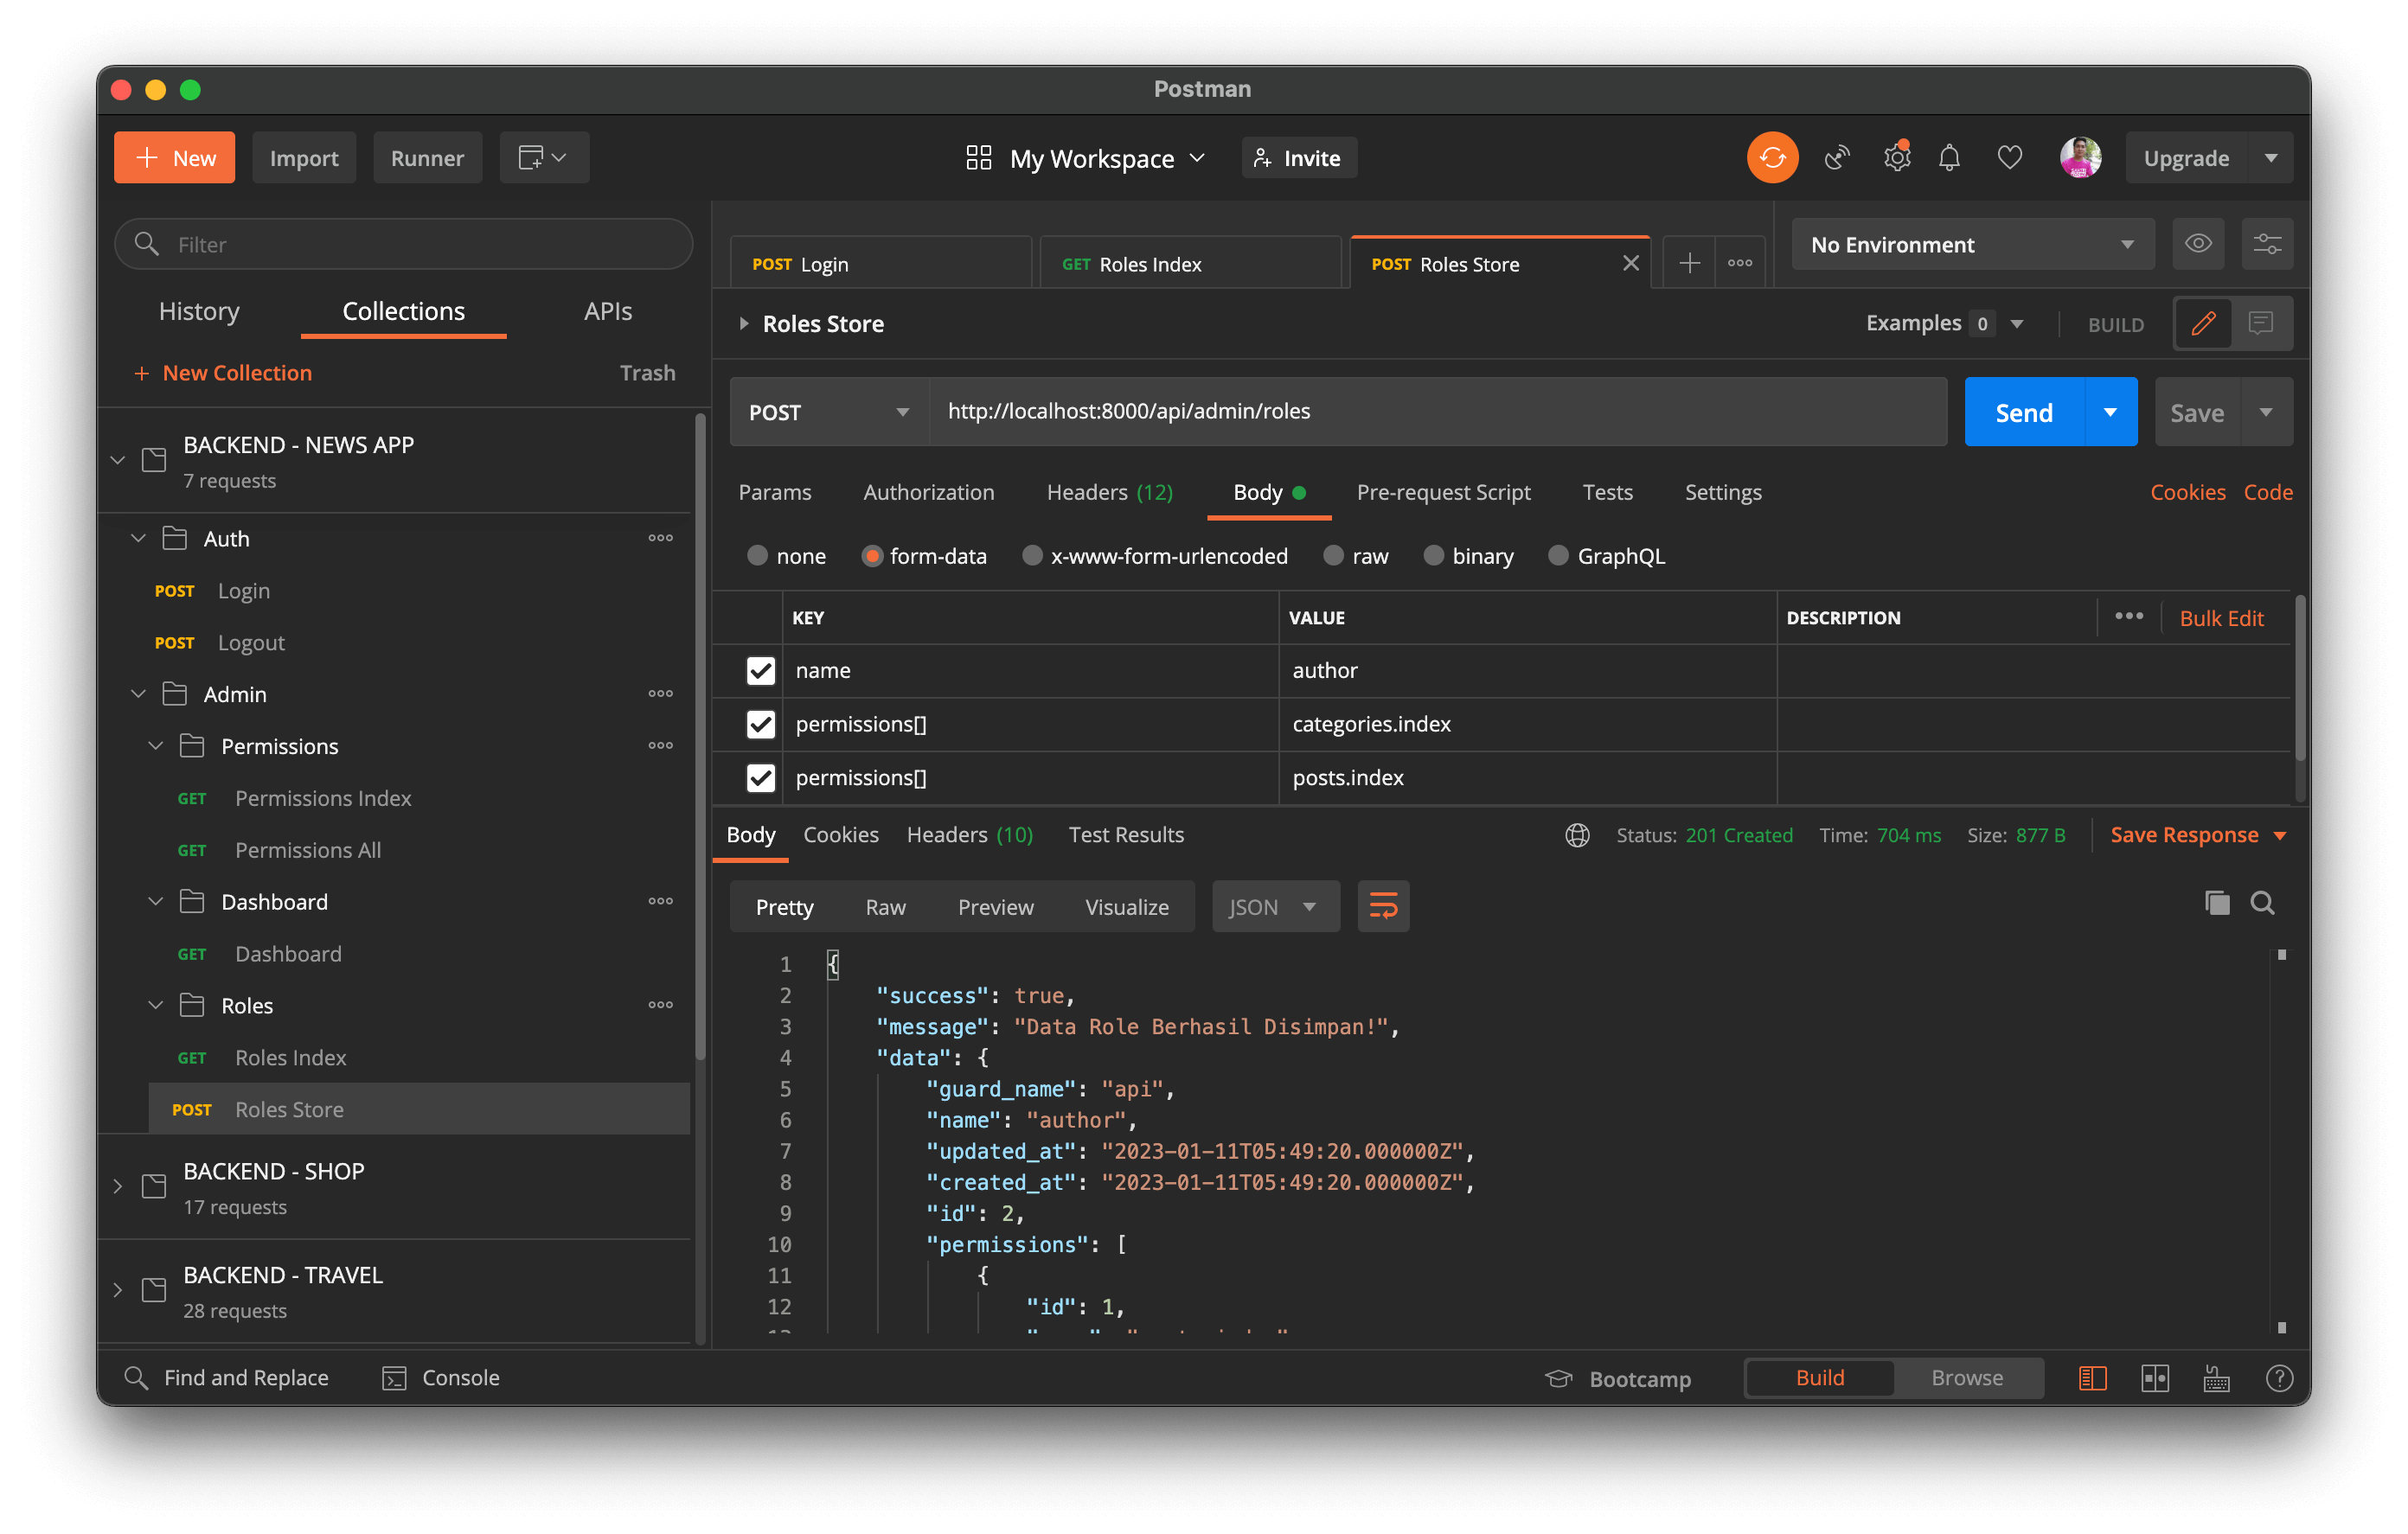 Postman
New
Import
Runner
My Workspace
Invite
Upgrade
Filter
History
Collections
APIs
+ New Collection
Trash
BACKEND - NEWS APP
7 requests
Auth
POST Login
POST Logout
Admin
Permissions
GET Permissions Index
GET Permissions All
Dashboard
GET Dashboard
Roles
GET Roles Index
POST Roles Store
BACKEND - SHOP
17 requests
BACKEND - TRAVEL
28 requests
POST Login
GET Roles Index
POST Roles Store
No Environment
Roles Store
Examples 0
BUILD
POST
http://localhost:8000/api/admin/roles
Send
Save
Params
Authorization
Headers (12)
Body
Pre-request Script
Tests
Settings
Cookies
Code
none
form-data
x-www-form-urlencoded
raw
binary
GraphQL
KEY
VALUE
DESCRIPTION
Bulk Edit
name
author
permissions[]
categories.index
permissions[]
posts.index
Body
Cookies
Headers (10)
Test Results
Status: 201 Created
Time: 704 ms
Size: 877 B
Save Response
Pretty
Raw
Preview
Visualize
JSON
1 {
2 "success": true,
3 "message": "Data Role Berhasil Disimpan!",
4 "data": {
5 "guard_name": "api",
6 "name": "author",
7 "updated_at": "2023-01-11T05:49:20.000000Z",
8 "created_at": "2023-01-11T05:49:20.000000Z",
9 "id": 2,
10 "permissions": [
11 {
12 "id": 1,
Find and Replace
Console
Bootcamp
Build
Browse